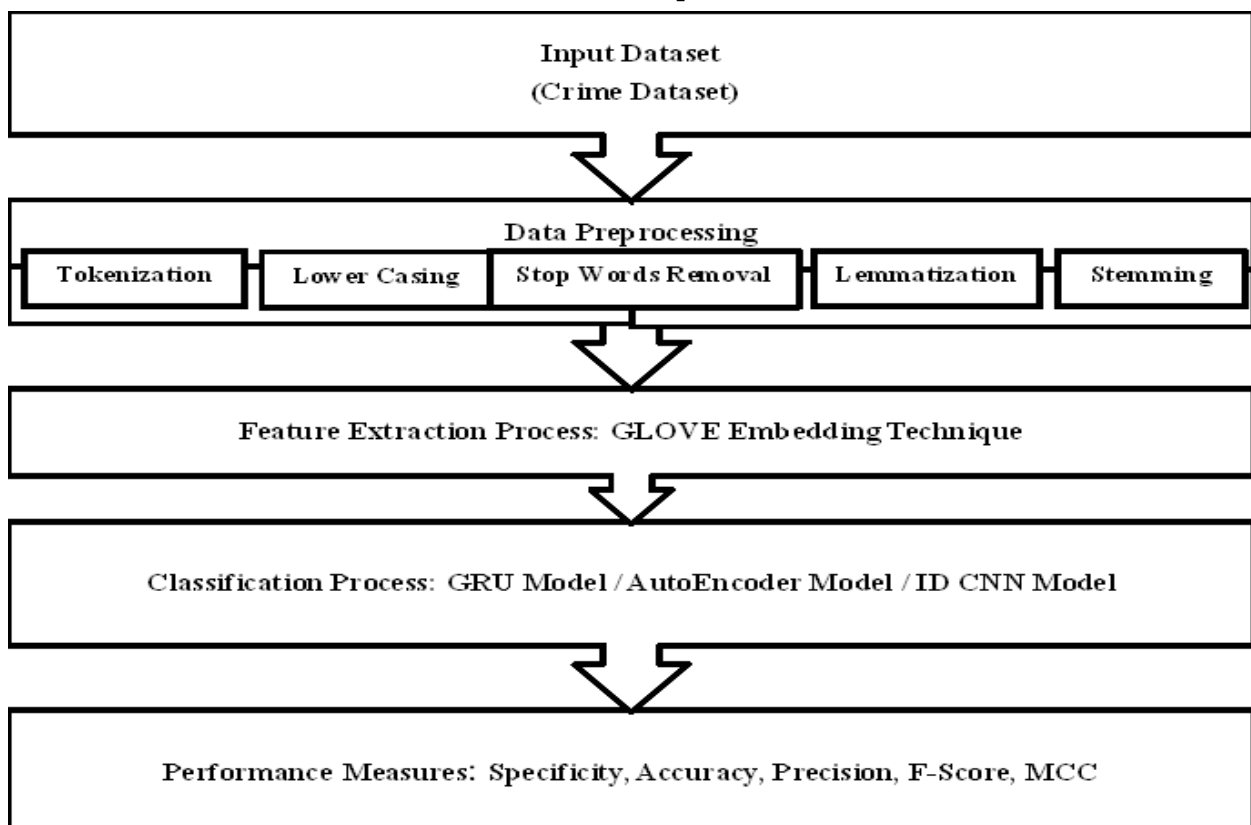 Input Dataset
(Crime Dataset)
Data Preprocessing
Tokenization
Lower Casing
Stop Words Removal
Lemmatization
Stemming
Feature Extraction Process: GLOVE Embedding Technique
Classification Process: GRU Model / AutoEncoder Model / ID CNN Model
Performance Measures: Specificity, Accuracy, Precision, F-Score, MCC